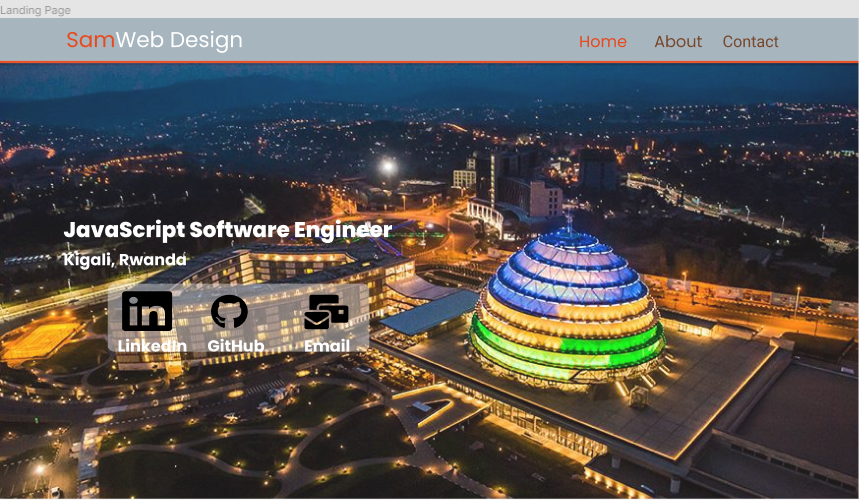 Landing Page
SamWeb Design
Home About Contact
JavaScript Software Engineer
Kigali, Rwanda
LinkedIn GitHub Email